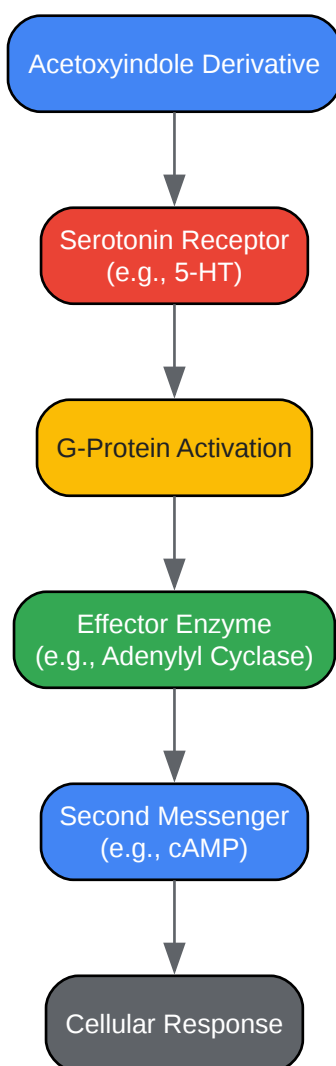 Acetoxyindole Derivative
Serotonin Receptor
(e.g., 5-HT)
G-Protein Activation
Effector Enzyme
(e.g., Adenylyl Cyclase)
Second Messenger
(e.g., cAMP)
Cellular Response